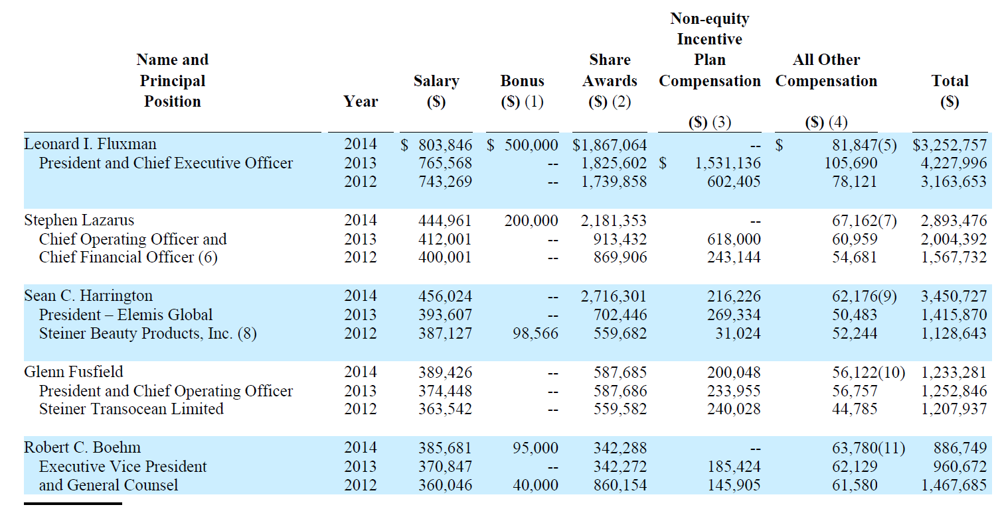 Non-equity
Incentive
Name and Share Plan All Other
Principal Salary Bonus Awards Compensation Compensation Total
Position Year ($) ($) (1) ($) (2) ($)
($) (3) ($) (4)
Leonard I. Fluxman 2014 $ 803,846 $ 500,000 $1,867,064 -- $ 81,847(5) $3,252,757
President and Chief Executive Officer 2013 765,568 -- 1,825,602 $ 1,531,136 105,690 4,227,996
2012 743,269 -- 1,739,858 602,405 78,121 3,163,653
Stephen Lazarus 2014 444,961 200,000 2,181,353 -- 67,162(7) 2,893,476
Chief Operating Officer and 2013 412,001 -- 913,432 618,000 60,959 2,004,392
Chief Financial Officer (6) 2012 400,001 -- 869,906 243,144 54,681 1,567,732
Sean C. Harrington 2014 456,024 -- 2,716,301 216,226 62,176(9) 3,450,727
President – Elemis Global 2013 393,607 -- 702,446 269,334 50,483 1,415,870
Steiner Beauty Products, Inc. (8) 2012 387,127 98,566 559,682 31,024 52,244 1,128,643
Glenn Fusfield 2014 389,426 -- 587,685 200,048 56,122(10) 1,233,281
President and Chief Operating Officer 2013 374,448 -- 587,686 233,955 56,757 1,252,846
Steiner Transocean Limited 2012 363,542 -- 559,582 240,028 44,785 1,207,937
Robert C. Boehm 2014 385,681 95,000 342,288 -- 63,780(11) 886,749
Executive Vice President 2013 370,847 -- 342,272 185,424 62,129 960,672
and General Counsel 2012 360,046 40,000 860,154 145,905 61,580 1,467,685